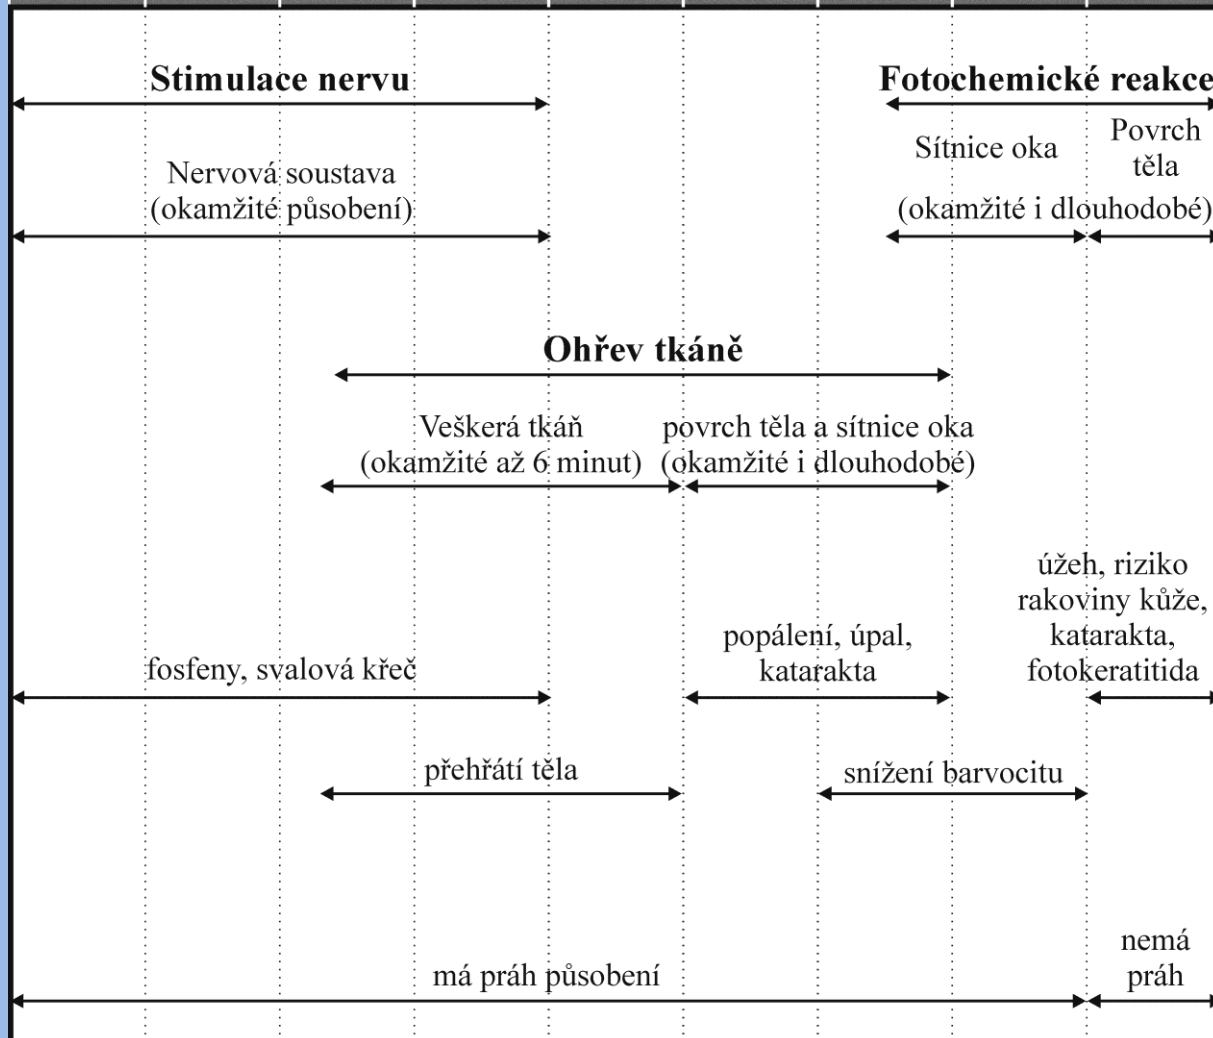 Stimulace nervu
Fotochemické reakce
Nervová soustava
(okamžité působení)
Sítnice oka
Povrch
těla
(okamžité i dlouhodobé)
Ohřev tkáně
Veškerá tkáň
(okamžité až 6 minut)
povrch těla a sítnice oka
(okamžité i dlouhodobé)
fosfeny, svalová křeč
popálení, úpal,
katarakta
úžeh, riziko
rakoviny kůže,
katarakta,
fotokeratitida
přehřátí těla
snížení barvocitu
má práh působení
nemá
práh